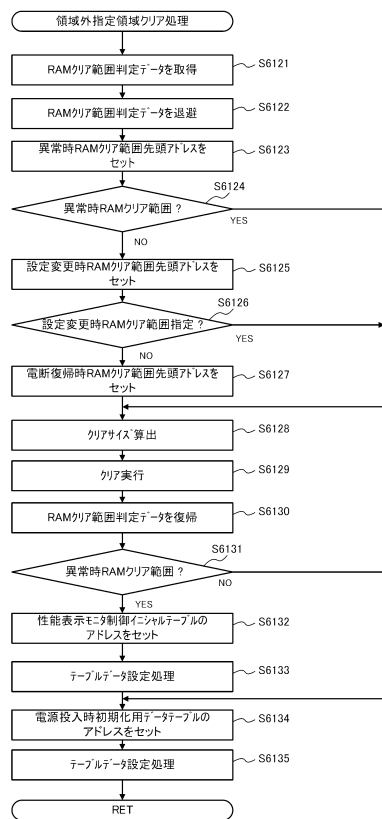 領域外指定領域クリア処理
RAMクリア範囲判定データを取得
S6121
RAMクリア範囲判定データを退避
S6122
異常時RAMクリア範囲先頭アドレスを
セット
S6123
S6124
異常時RAMクリア範囲？
YES
NO
設定変更時RAMクリア範囲先頭アドレスを
セット
S6125
S6126
設定変更時RAMクリア範囲指定？
YES
NO
電断復帰時RAMクリア範囲先頭アドレスを
セット
S6127
クリアサイズ算出
S6128
クリア実行
S6129
RAMクリア範囲判定データを復帰
S6130
S6131
異常時RAMクリア範囲？
NO
YES
性能表示モニタ制御イニシャルテーブルの
アドレスをセット
S6132
テーブルデータ設定処理
S6133
電源投入時初期化用データテーブルの
アドレスをセット
S6134
テーブルデータ設定処理
S6135
RET